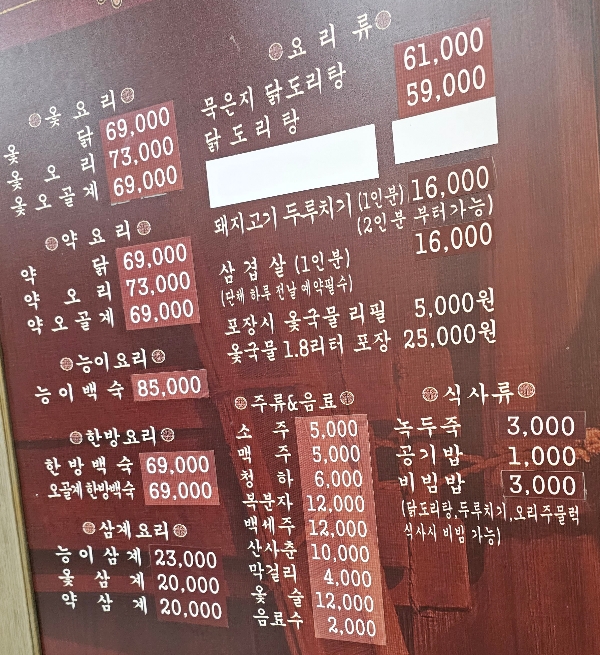 옻요리
옻 닭 69,000
옻 오리 73,000
옻오골계 69,000
약요리
약 닭 69,000
약 오리 73,000
약오골계 69,000
능이요리
능이백숙 85,000
한방요리
한방백숙 69,000
오골계한방백숙 69,000
삼계요리
능이삼계 23,000
옻 삼계 20,000
약 삼계 20,000
요리류
묵은지 닭도리탕 61,000
닭도리탕 59,000
돼지고기 두루치기 (1인분) 16,000
(2인분 부터가능)
삼겹살 (1인분) 16,000
(단체 하루 전날 예약필수)
포장시 옻국물 리필 5,000원
옻국물 1.8리터 포장 25,000원
주류&음료
소주 5,000
맥주 5,000
청하 6,000
복분자 12,000
백세주 12,000
산사춘 10,000
막걸리 4,000
옻술 12,000
음료수 2,000
식사류
녹두죽 3,000
공기밥 1,000
비빔밥 3,000
(닭도리탕,두루치기,오리주물럭
식사시 비빔 가능)